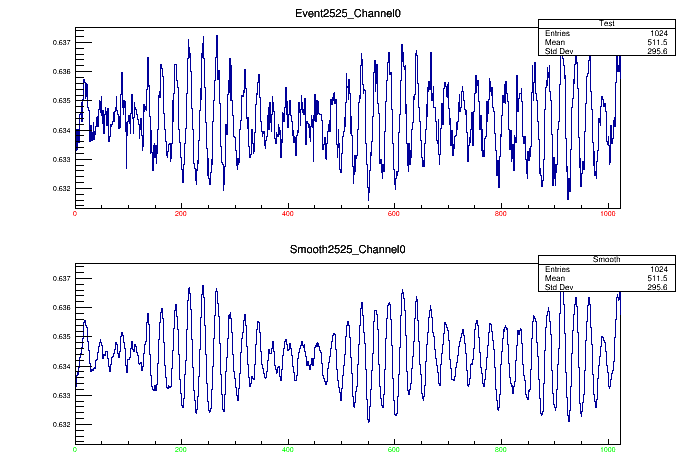 Event2525_Channel0
Test
Entries 1024
Mean 511.5
Std Dev 295.6
0.637
0.636
0.635
0.634
0.633
0.632
0 200 400 600 800 1000
Smooth2525_Channel0
Smooth
Entries 1024
Mean 511.5
Std Dev 295.6
0.637
0.636
0.635
0.634
0.633
0.632
0 200 400 600 800 1000